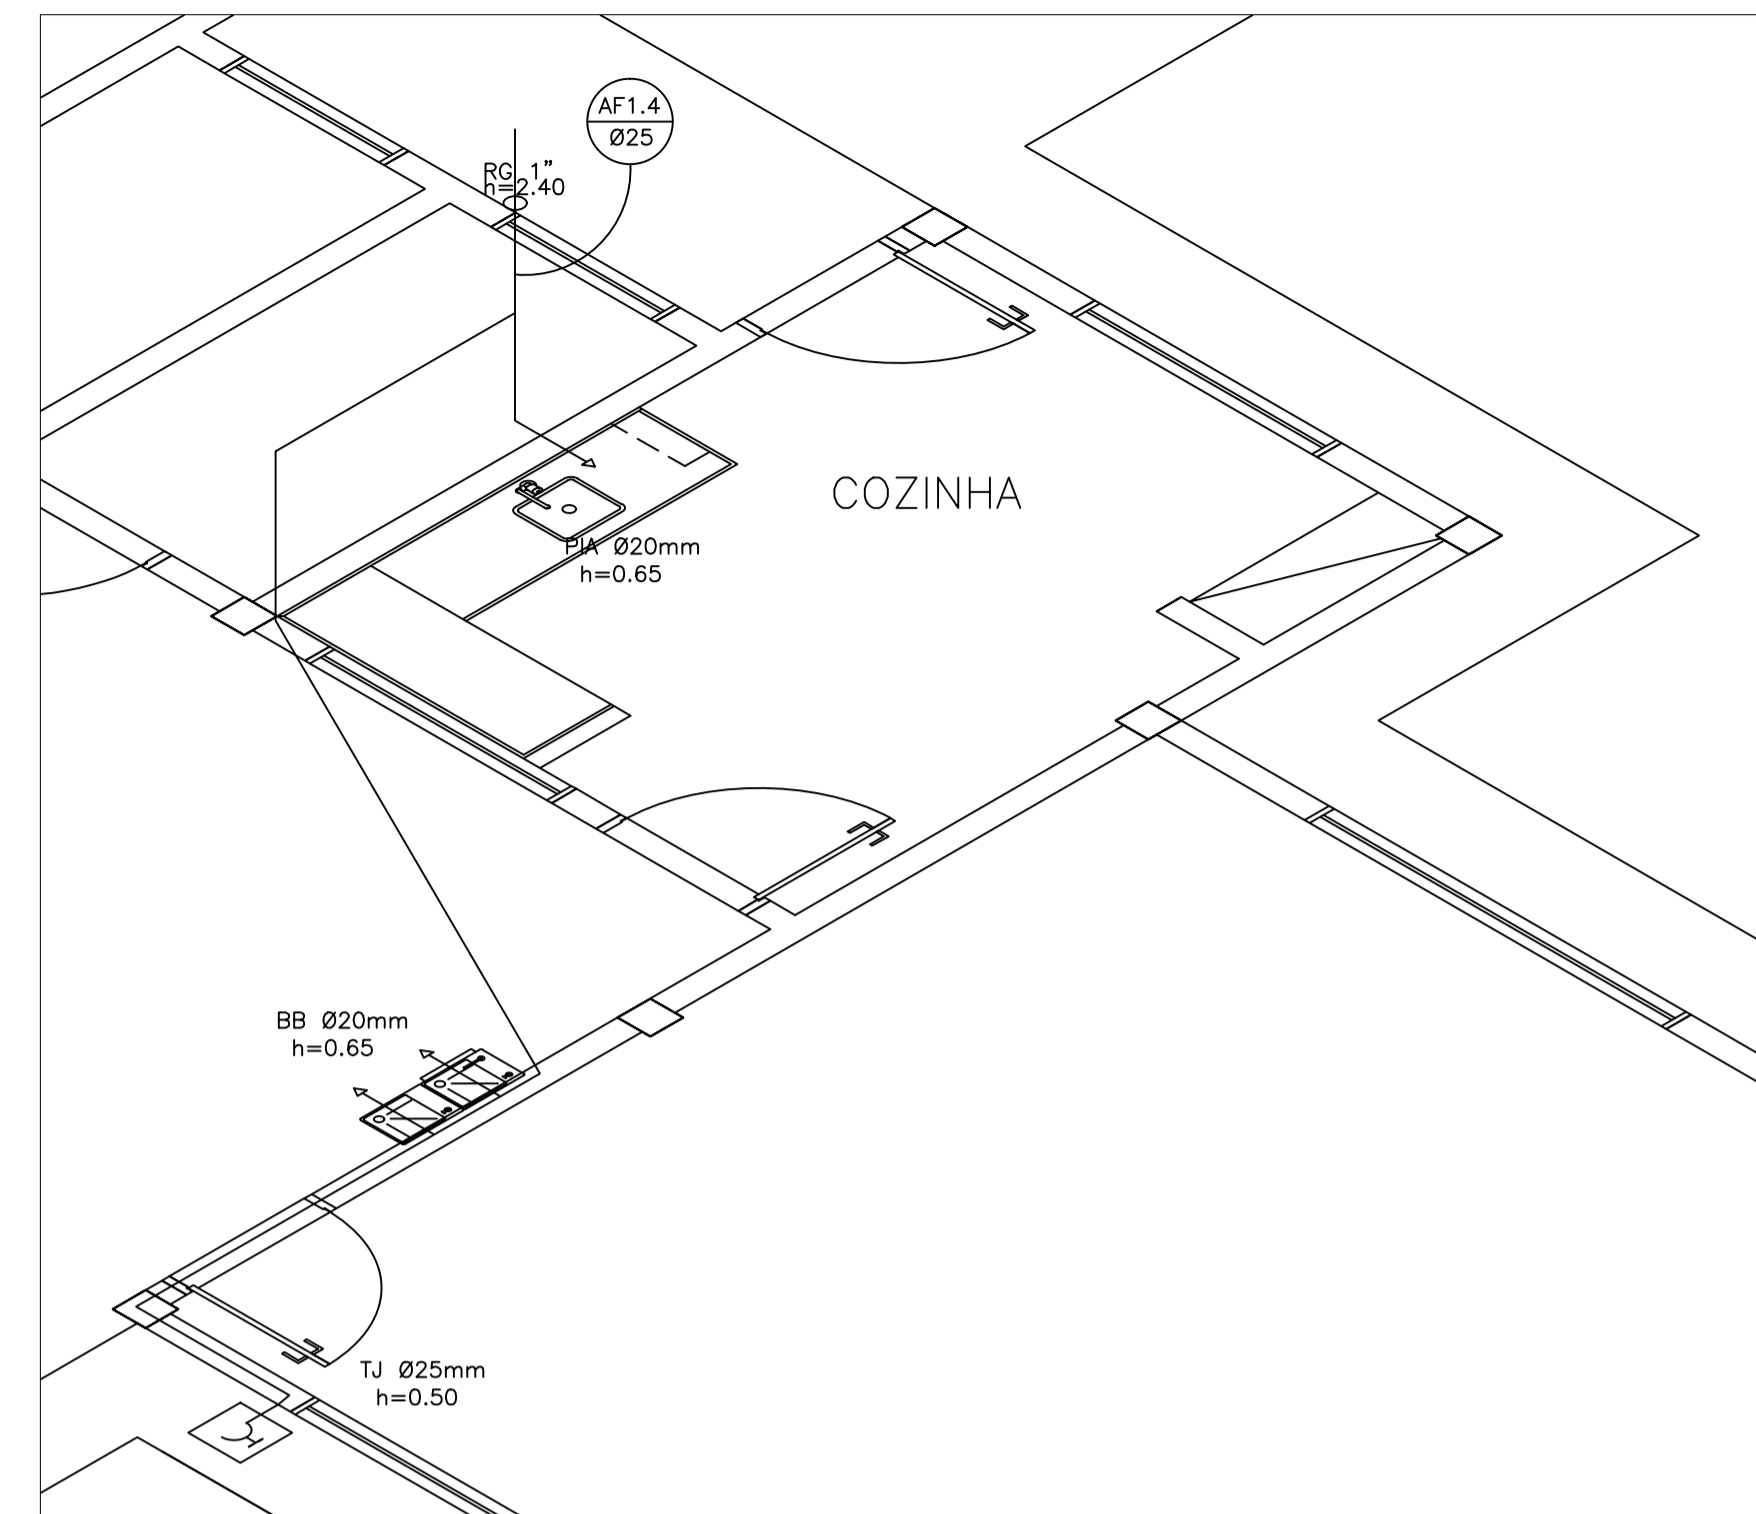 AF1.4
Ø25
RG 1"
h=2.40
COZINHA
PIA Ø20mm
h=0.65
BB Ø20mm
h=0.65
TJ Ø25mm
h=0.50